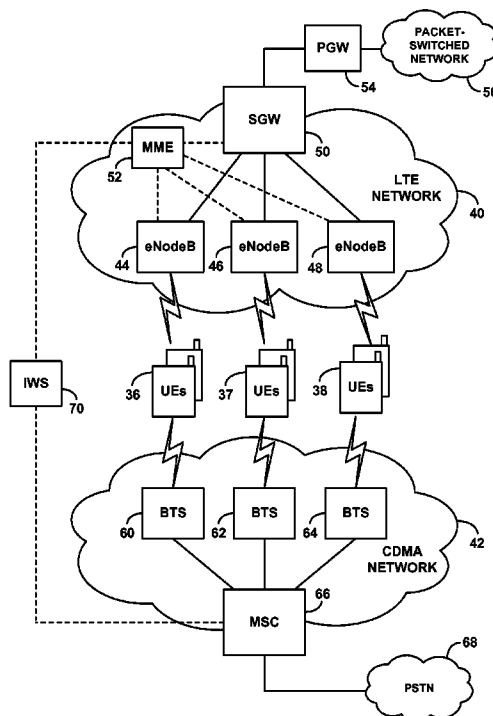 PACKET-
SWITCHED
NETWORK
PGW
54
56
SGW
50
MME
52
LTE
NETWORK
40
eNodeB
eNodeB
eNodeB
44
46
48
IWS
70
36
UEs
37
UEs
38
UEs
BTS
BTS
BTS
60
62
64
42
CDMA
NETWORK
66
MSC
68
PSTN